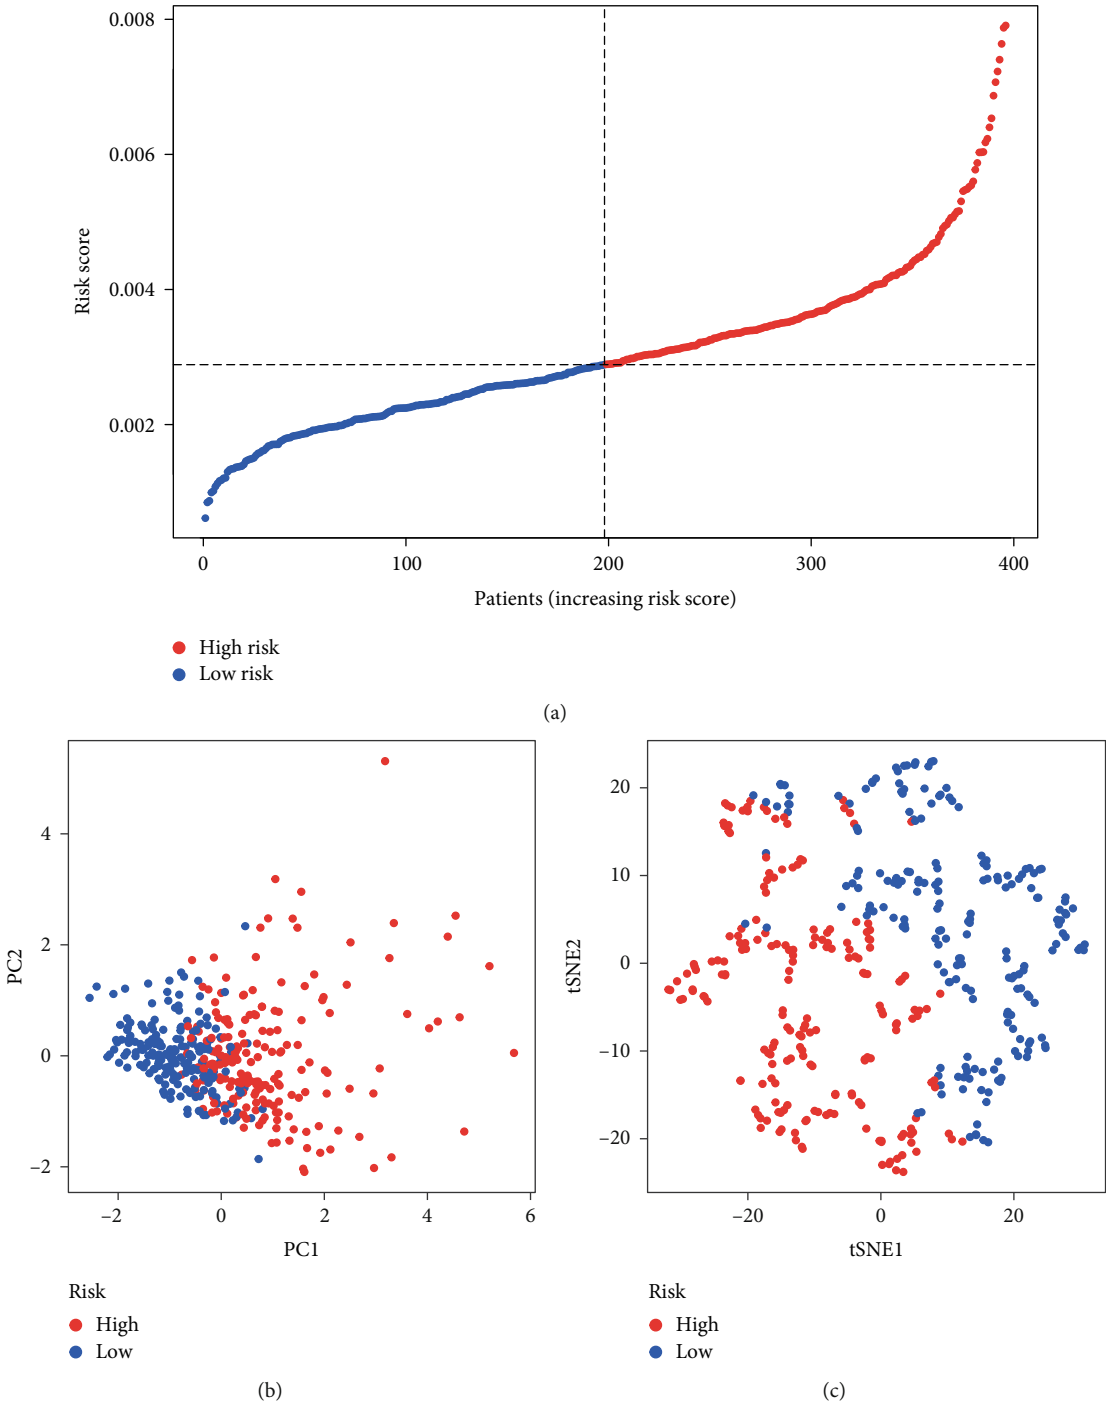 0.008
0.006
0.004
0.002
Risk score
0
100
200
300
400
Patients (increasing risk score)
High risk
Low risk
(a)
4
2
0
–2
PC2
–2
0
2
4
6
PC1
Risk
High
Low
(b)
20
10
0
–10
–20
tSNE2
–20
0
20
tSNE1
Risk
High
Low
(c)